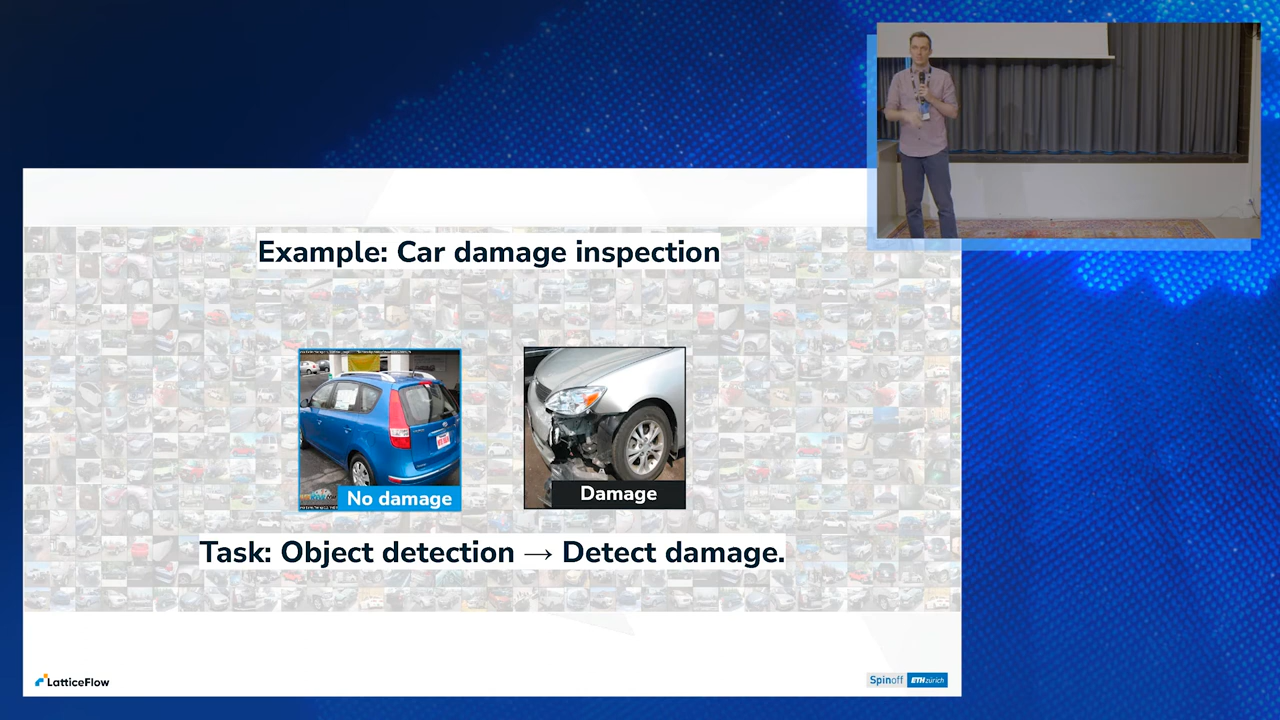 Example: Car damage inspection
No damage
Damage
Task: Object detection → Detect damage.
LatticeFlow
Spinoff ETH zürich